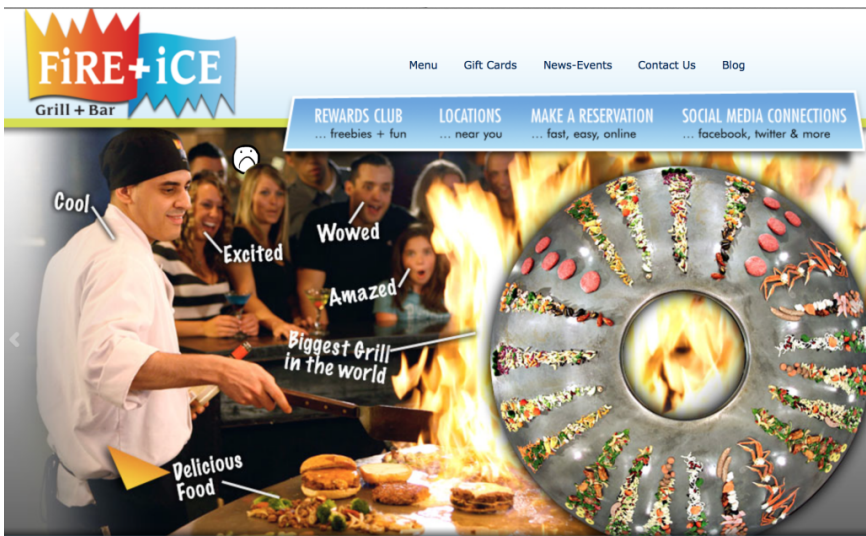 FiRE+iCE
Grill + Bar
Menu Gift Cards News-Events Contact Us Blog
REWARDS CLUB LOCATIONS MAKE A RESERVATION SOCIAL MEDIA CONNECTIONS
... freebies + fun ... near you ... fast, easy, online ... facebook, twitter & more
Cool
Excited
Wowed
Amazed
Biggest Grill
in the world
Delicious
Food